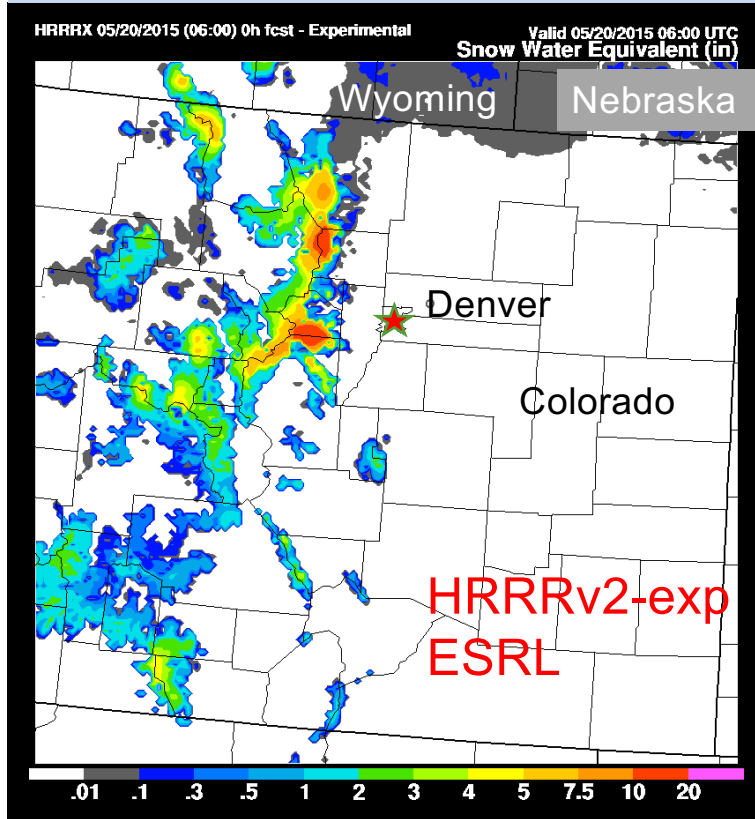 HRRRX 05/20/2015 (06:00) 0h fcst - Experimental
Valid 05/20/2015 06:00 UTC
Snow Water Equivalent (in)
Wyoming
Nebraska
Denver
Colorado
HRRRv2-exp
ESRL
.01 .1 .3 .5 1 2 3 4 5 7.5 10 20